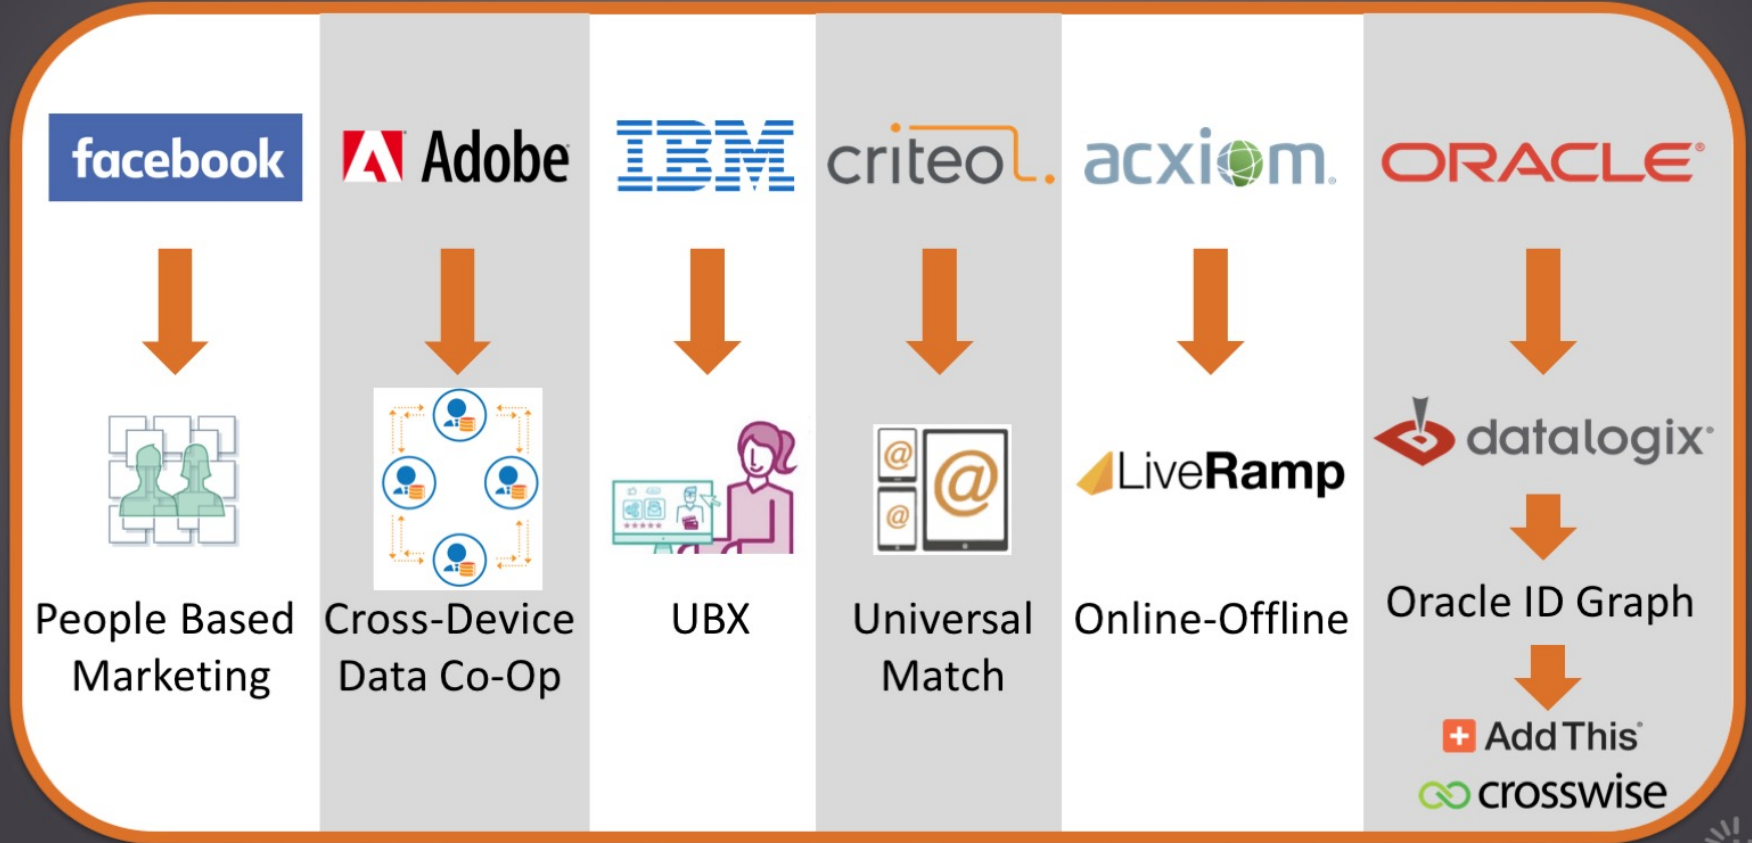 facebook
Adobe
IBM
criteo.
acxiom.
ORACLE®
datalogix
LiveRamp
People Based
Marketing
Cross-Device
Data Co-Op
UBX
Universal
Match
Online-Offline
Oracle ID Graph
AddThis
crosswise
@
@
@